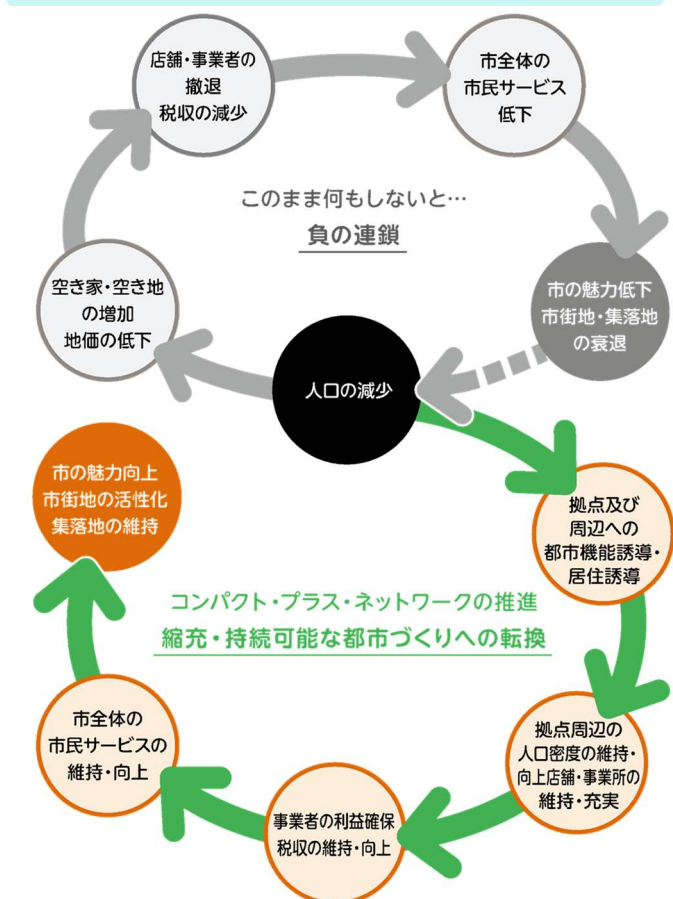 店舗・事業者の
撤退
税収の減少
市全体の
市民サービス
低下
このまま何もしないと…
負の連鎖
空き家・空き地
の増加
地価の低下
市の魅力低下
市街地・集落地
の衰退
人口の減少
市の魅力向上
市街地の活性化
集落地の維持
拠点及び
周辺への
都市機能誘導・
居住誘導
コンパクト・プラス・ネットワークの推進
縮充・持続可能な都市づくりへの転換
市全体の
市民サービスの
維持・向上
拠点周辺の
人口密度の維持・
向上店舗・事業所の
維持・充実
事業者の利益確保
税収の維持・向上